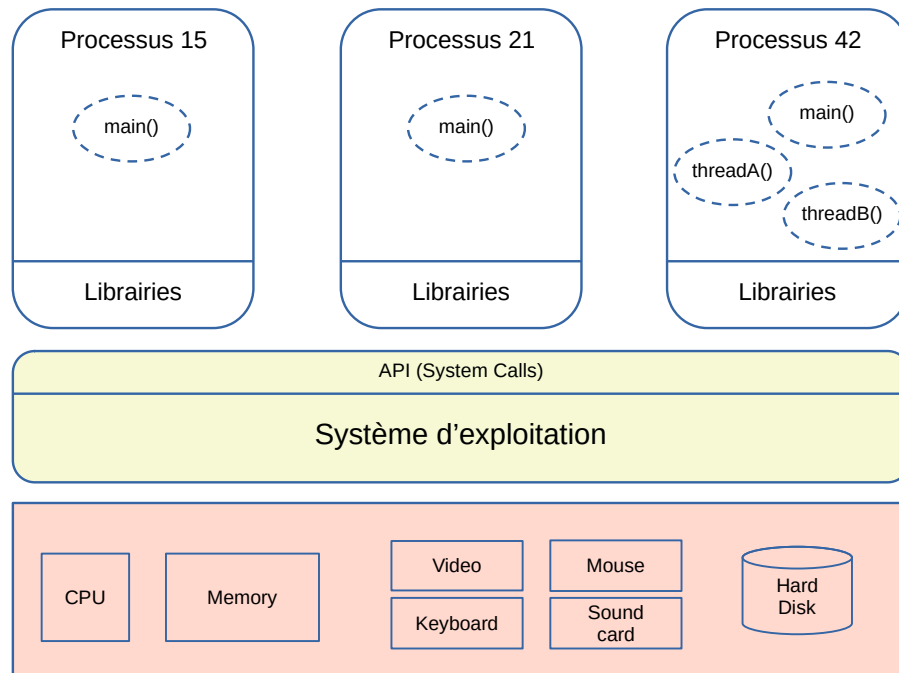 Processus 15
main()
Librairies
Processus 21
main()
Librairies
Processus 42
main()
threadA()
threadB()
Librairies
API (System Calls)
Système d’exploitation
CPU
Memory
Video
Mouse
Keyboard
Sound
card
Hard
Disk